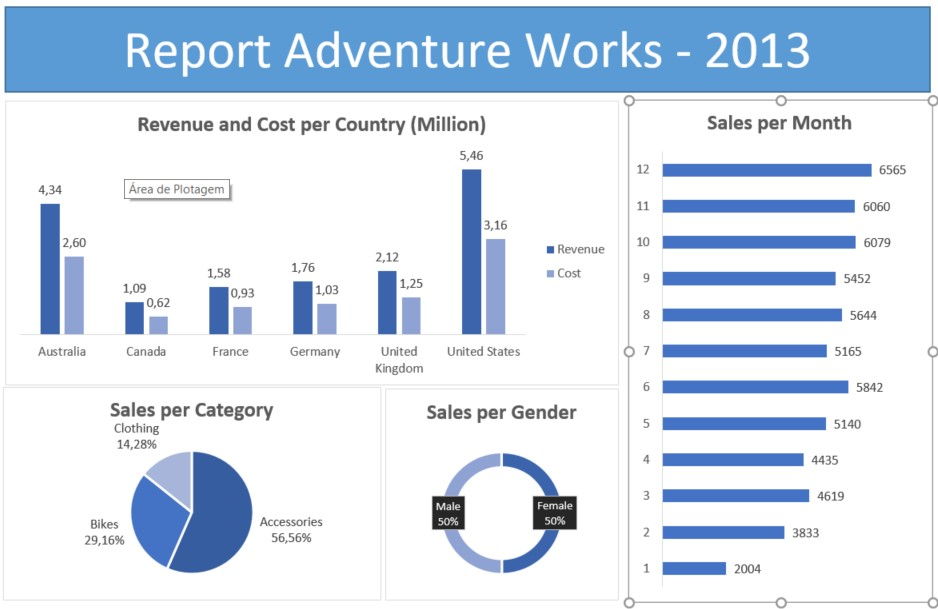 Report Adventure Works - 2013
Revenue and Cost per Country (Million)
5,46
4,34
Área de Plotagem
3,16
2,60
2,12
1,76
1,58
1,25
1,09
1,03
0,93
0,62
Revenue
Cost
Australia
Canada
France
Germany
United
Kingdom
United States
Sales per Category
Clothing
14,28%
Bikes
29,16%
Accessories
56,56%
Sales per Gender
Male
50%
Female
50%
Sales per Month
12 6565
11 6060
10 6079
9 5452
8 5644
7 5165
6 5842
5 5140
4 4435
3 4619
2 3833
1 2004